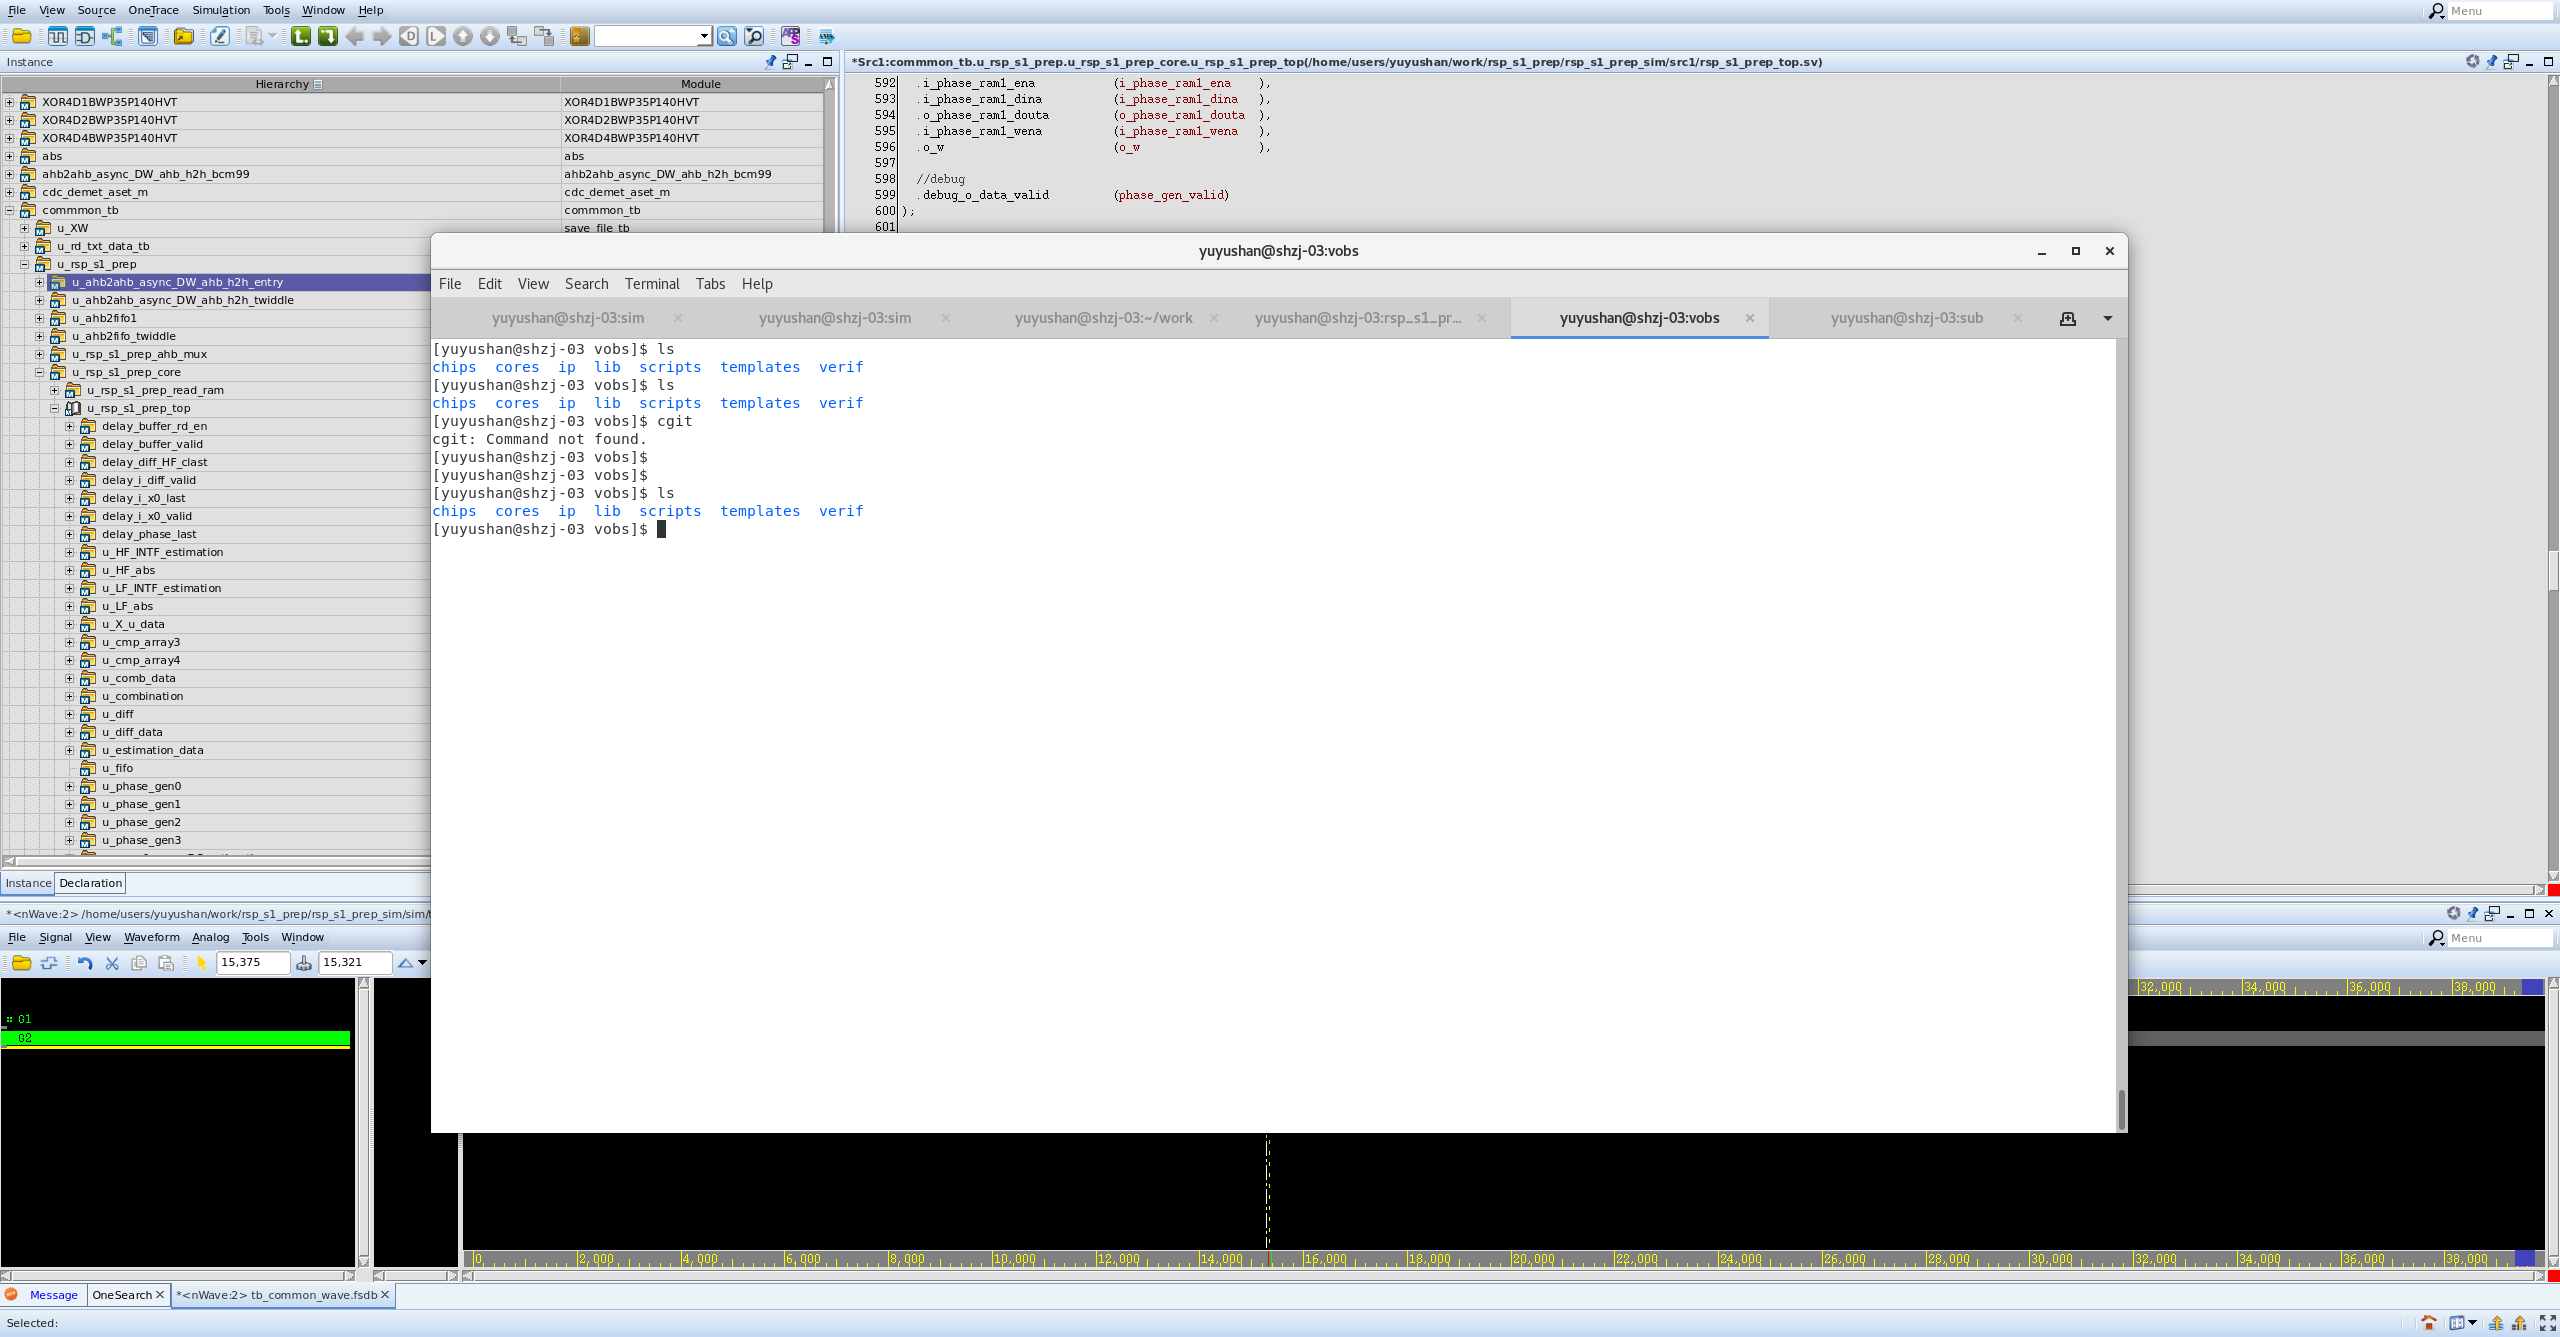 File View Source OneTrace Simulation Tools Window Help
Menu
Instance
Hierarchy Module
XOR4D1BWP35P140HVT XOR4D1BWP35P140HVT
XOR4D2BWP35P140HVT XOR4D2BWP35P140HVT
XOR4D4BWP35P140HVT XOR4D4BWP35P140HVT
abs abs
ahb2ahb_async_DW_ahb_h2h_bcm99 ahb2ahb_async_DW_ahb_h2h_bcm99
cdc_demet_aset_m cdc_demet_aset_m
commmon_tb commmon_tb
u_XW save_file_tb
u_rd_txt_data_tb
u_rsp_s1_prep
u_ahb2ahb_async_DW_ahb_h2h_entry
u_ahb2ahb_async_DW_ahb_h2h_twiddle
u_ahb2fifo1
u_ahb2fifo_twiddle
u_rsp_s1_prep_ahb_mux
u_rsp_s1_prep_core
u_rsp_s1_prep_read_ram
u_rsp_s1_prep_top
delay_buffer_rd_en
delay_buffer_valid
delay_diff_HF_clast
delay_i_diff_valid
delay_i_x0_last
delay_i_x0_valid
delay_phase_last
u_HF_INTF_estimation
u_HF_abs
u_LF_INTF_estimation
u_LF_abs
u_X_u_data
u_cmp_array3
u_cmp_array4
u_comb_data
u_combination
u_diff
u_diff_data
u_estimation_data
u_fifo
u_phase_gen0
u_phase_gen1
u_phase_gen2
u_phase_gen3
Instance Declaration
*Src1:commmon_tb.u_rsp_s1_prep.u_rsp_s1_prep_core.u_rsp_s1_prep_top(/home/users/yuyushan/work/rsp_s1_prep/rsp_s1_prep_sim/src1/rsp_s1_prep_top.sv)
592 .i_phase_ram1_ena (i_phase_ram1_ena ),
593 .i_phase_ram1_dina (i_phase_ram1_dina ),
594 .o_phase_ram1_douta (o_phase_ram1_douta ),
595 .i_phase_ram1_wena (i_phase_ram1_wena ),
596 .o_w (o_w ),
597
598 //debug
599 .debug_o_data_valid (phase_gen_valid)
600 );
601
yuyushan@shzj-03:vobs
File Edit View Search Terminal Tabs Help
yuyushan@shzj-03:sim yuyushan@shzj-03:sim yuyushan@shzj-03:~/work yuyushan@shzj-03:rsp_s1_pr... yuyushan@shzj-03:vobs yuyushan@shzj-03:sub
[yuyushan@shzj-03 vobs]$ ls
chips cores ip lib scripts templates verif
[yuyushan@shzj-03 vobs]$ ls
chips cores ip lib scripts templates verif
[yuyushan@shzj-03 vobs]$ cgit
cgit: Command not found.
[yuyushan@shzj-03 vobs]$
[yuyushan@shzj-03 vobs]$
[yuyushan@shzj-03 vobs]$ ls
chips cores ip lib scripts templates verif
[yuyushan@shzj-03 vobs]$
*<nWave:2> /home/users/yuyushan/work/rsp_s1_prep/rsp_s1_prep_sim/sim/
File Signal View Waveform Analog Tools Window
Menu
15,375 15,321
32,000 34,000 36,000 38,000
G1
G2
0 2,000 4,000 6,000 8,000 10,000 12,000 14,000 16,000 18,000 20,000 22,000 24,000 26,000 28,000 30,000 32,000 34,000 36,000 38,000
Message OneSearch *<nWave:2> tb_common_wave.fsdb
Selected: